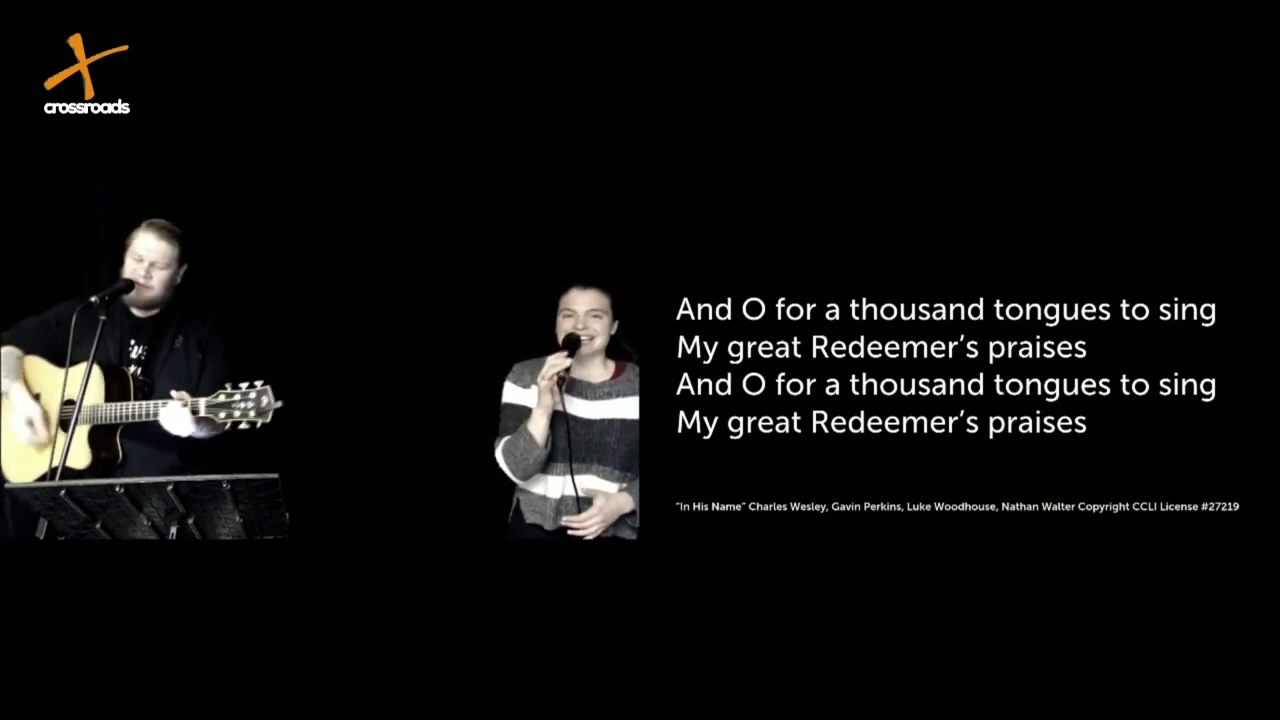 crossroads
And O for a thousand tongues to sing
My great Redeemer's praises
And O for a thousand tongues to sing
My great Redeemer's praises
"In His Name" Charles Wesley, Gavin Perkins, Luke Woodhouse, Nathan Walter Copyright CCLI License #27219